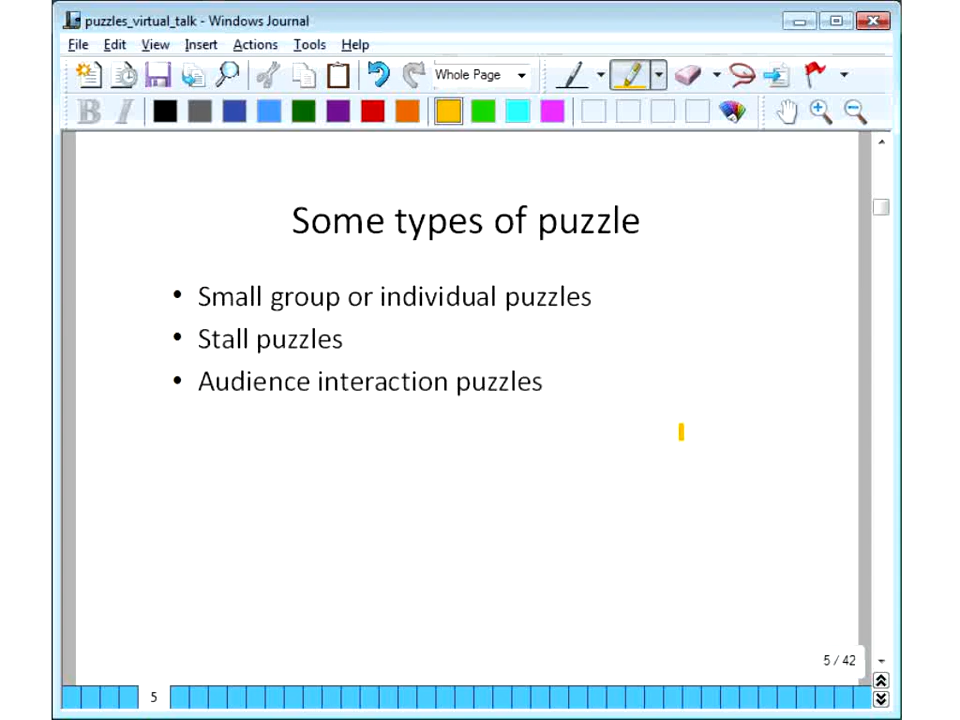 puzzles_virtual_talk - Windows Journal
File Edit View Insert Actions Tools Help
Whole Page
B I
Some types of puzzle
• Small group or individual puzzles
• Stall puzzles
• Audience interaction puzzles
5 / 42
5